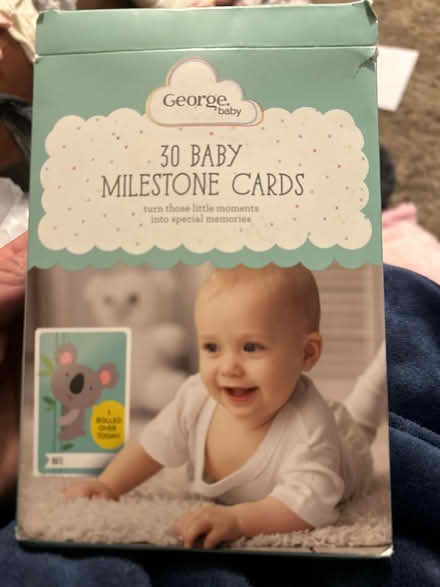 George.
baby
30 BABY
MILESTONE CARDS
turn those little moments
into special memories
I
ROLLED
OVER
TODAY!